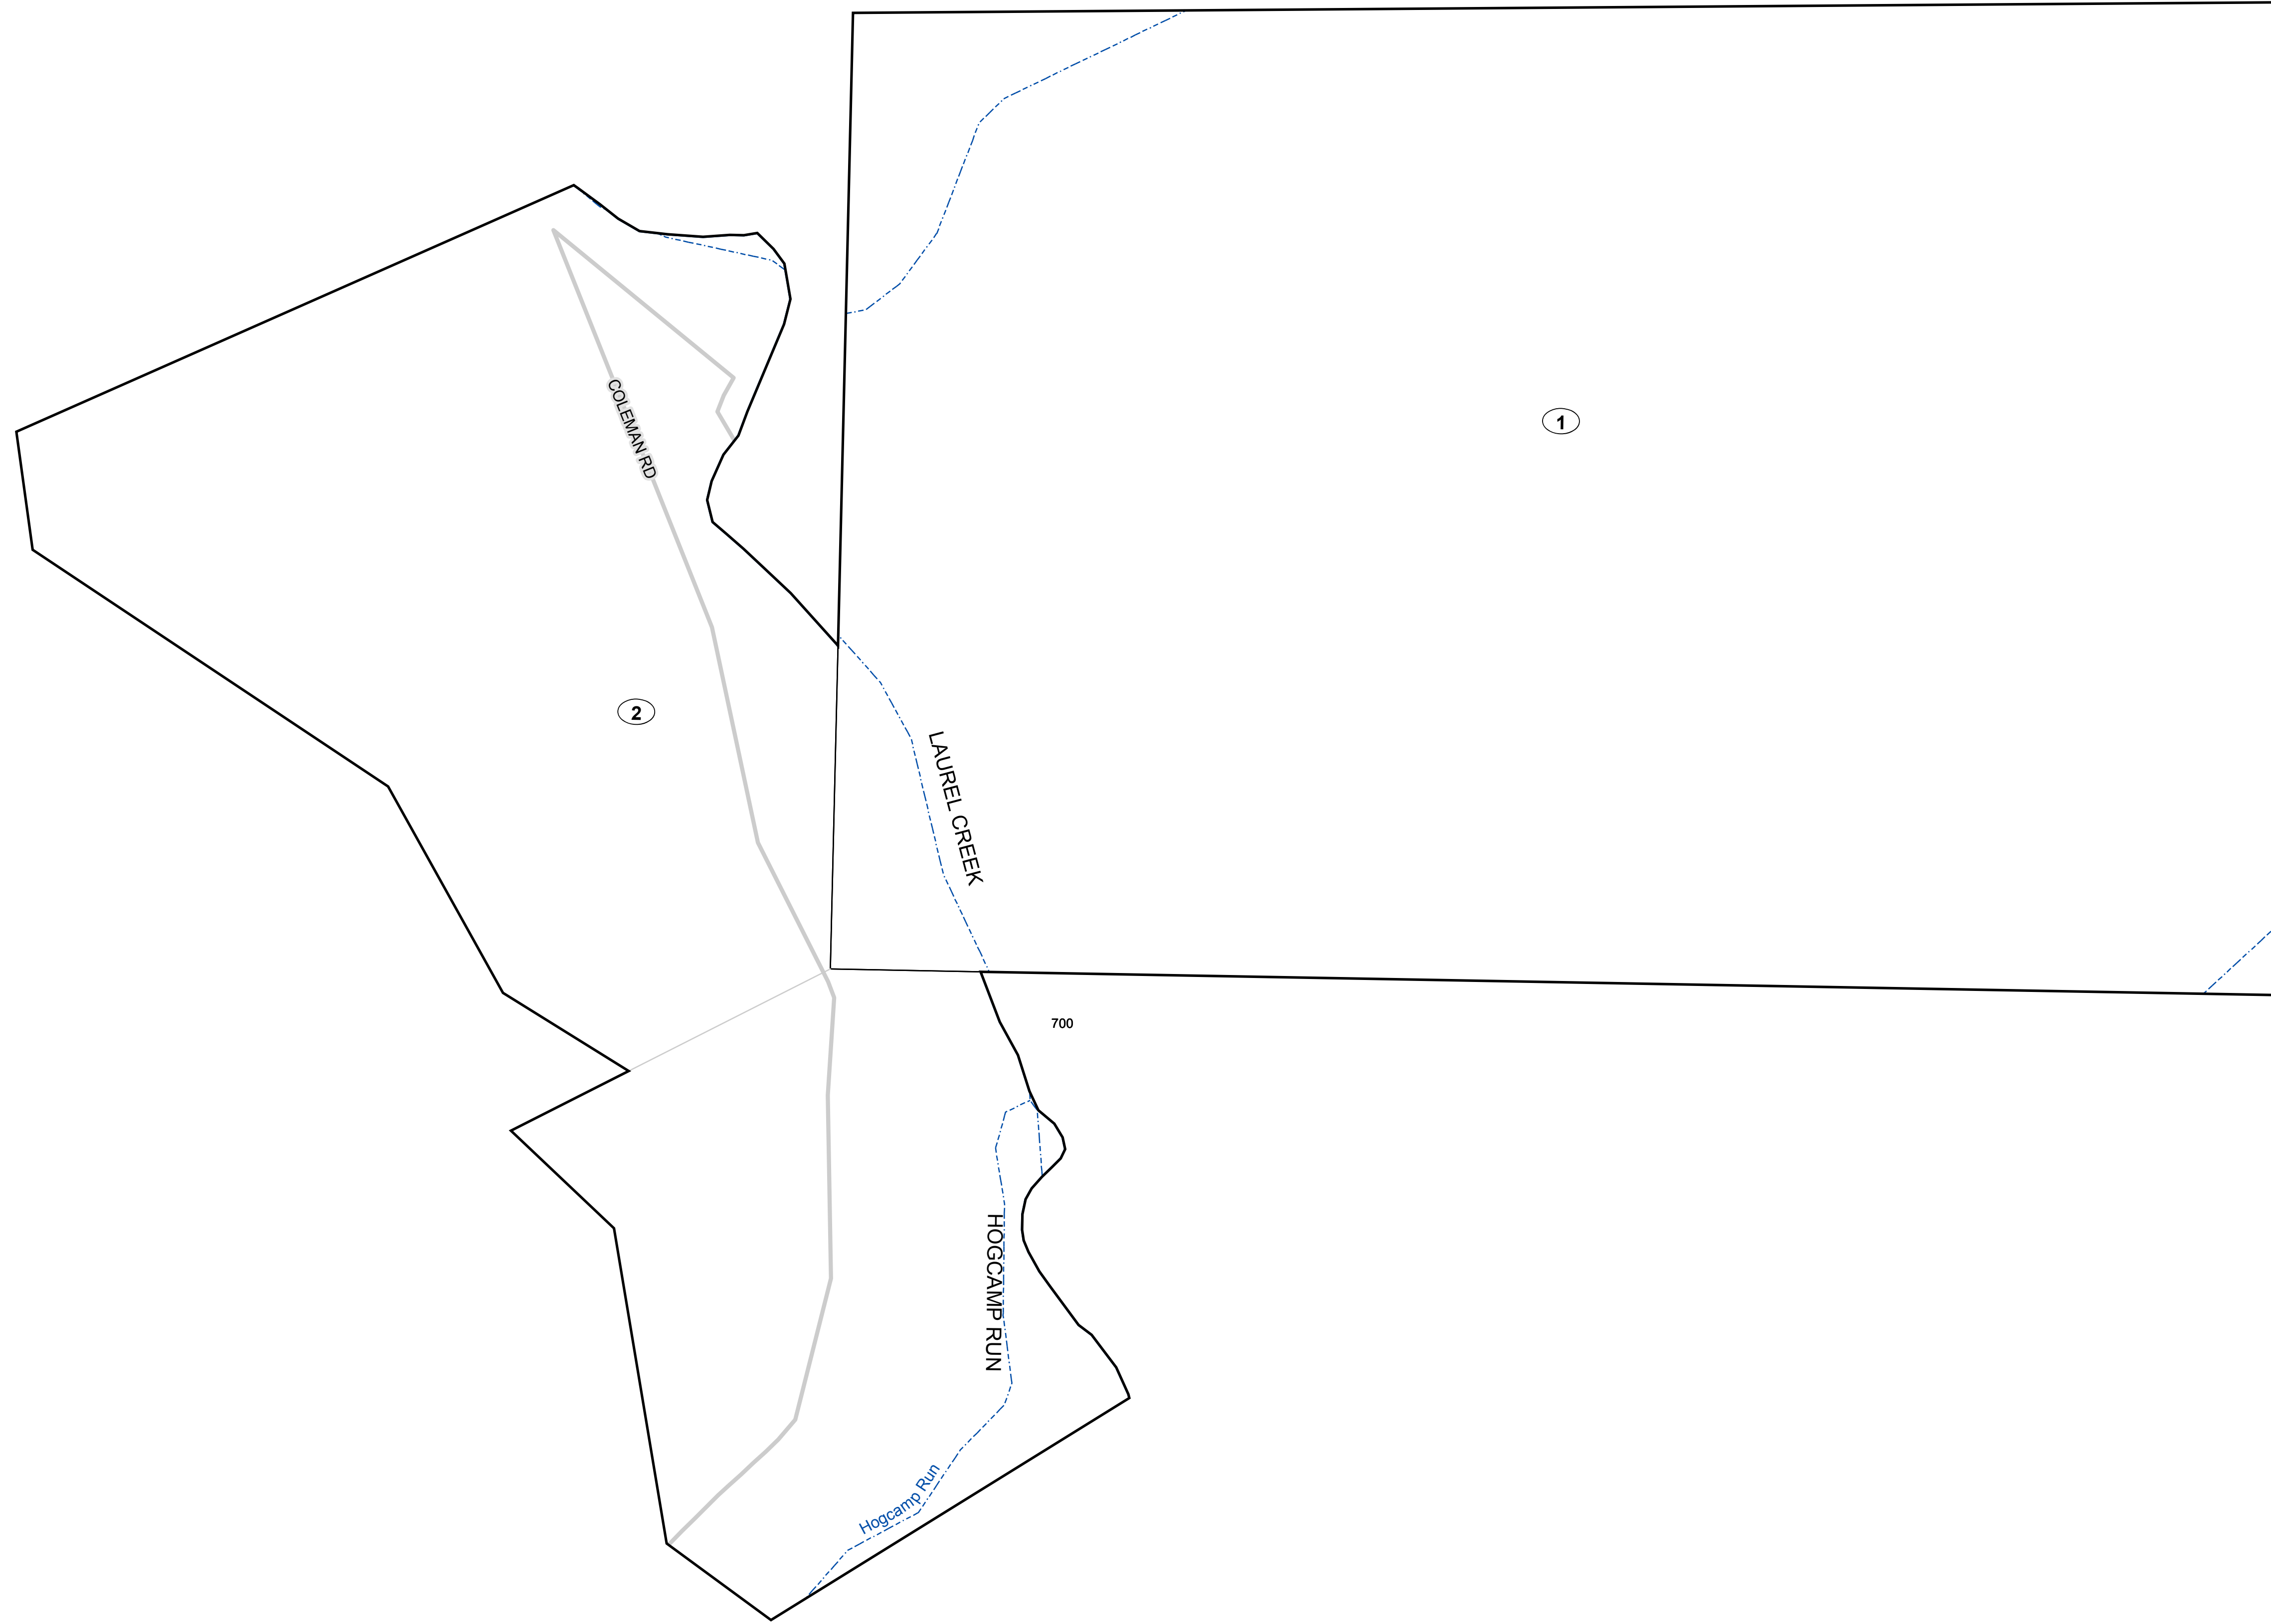 1
COLEMAN RD
2
LAUREL CREEK
700
HOGCAMP RUN
Hogcamp Run